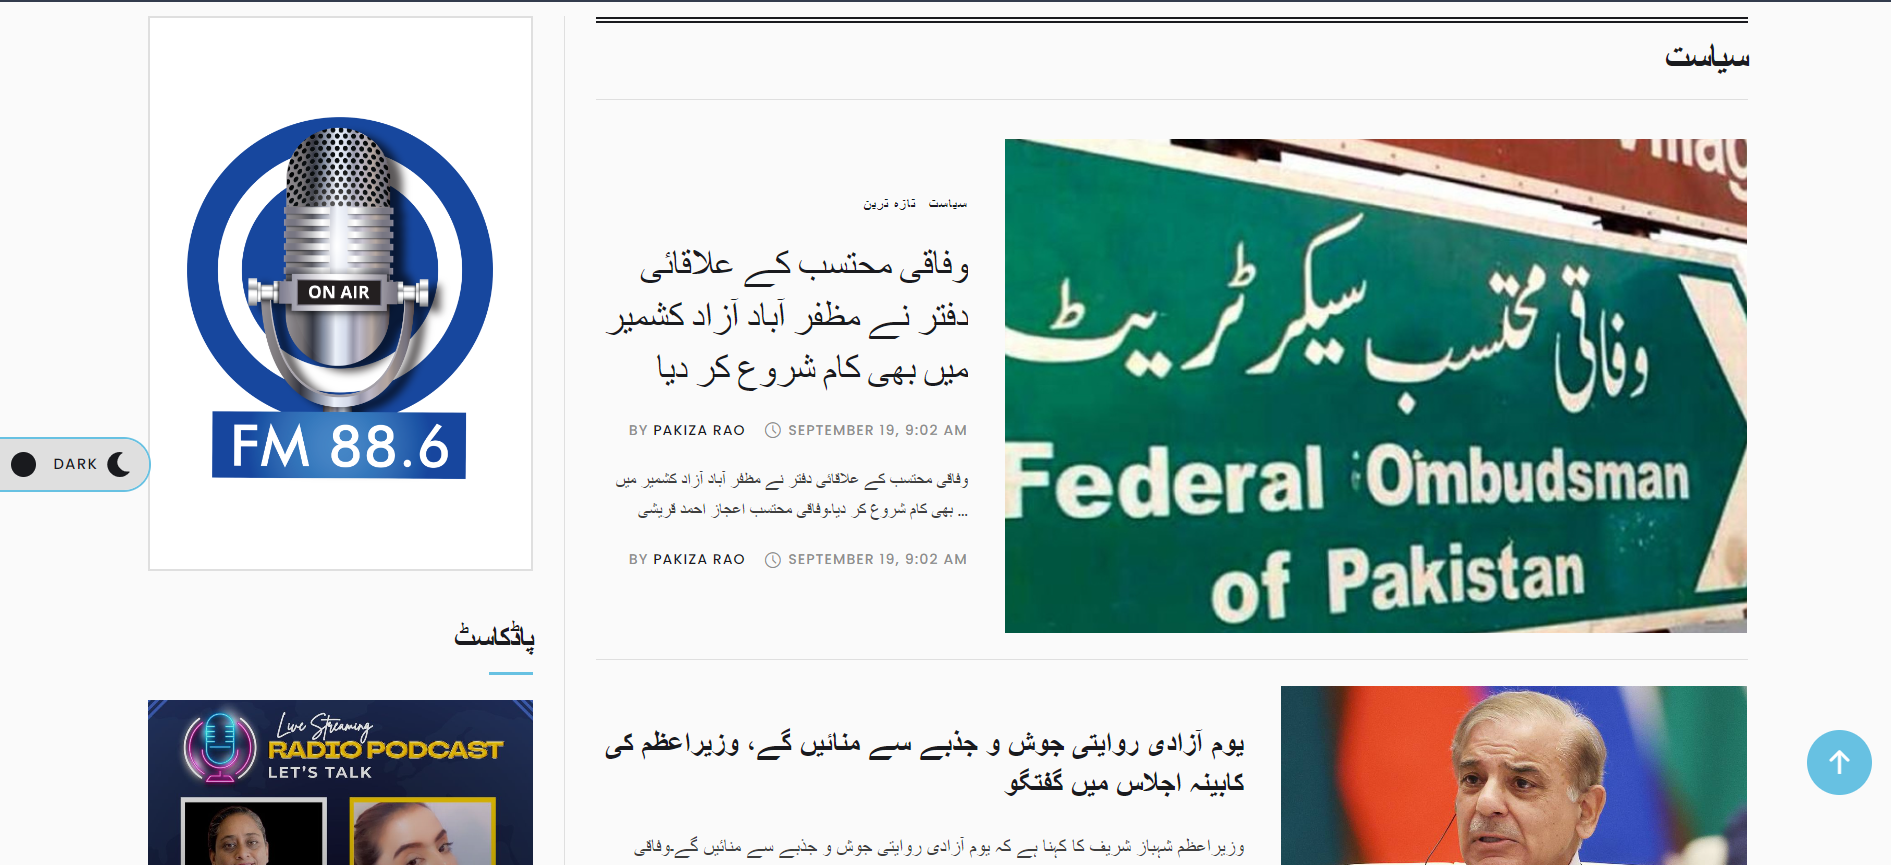 سیاست
سیاست تازہ ترین
وفاقی محتسب کے علاقائی
دفتر نے مظفر آباد آزاد کشمیر
میں بھی کام شروع کر دیا
BY PAKIZA RAO SEPTEMBER 19, 9:02 AM
وفاقی محتسب کے علاقائی دفتر نے مظفر آباد آزاد کشمیر میں
بھی کام شروع کر دیا۔وفاقی محتسب اعجاز احمد قریشی ...
BY PAKIZA RAO SEPTEMBER 19, 9:02 AM
Villag
وفاقی محتسب سیکرٹریٹ
Federal Ombudsman
of Pakistan
یوم آزادی روایتی جوش و جذبے سے منائیں گے، وزیراعظم کی
کابینہ اجلاس میں گفتگو
وزیراعظم شہباز شریف کا کہنا ہے کہ یوم آزادی روایتی جوش و جذبے سے منائیں گے۔وفاقی
ON AIR
FM 88.6
DARK
پاڈکاسٹ
Live Streaming
RADIO PODCAST
LET'S TALK